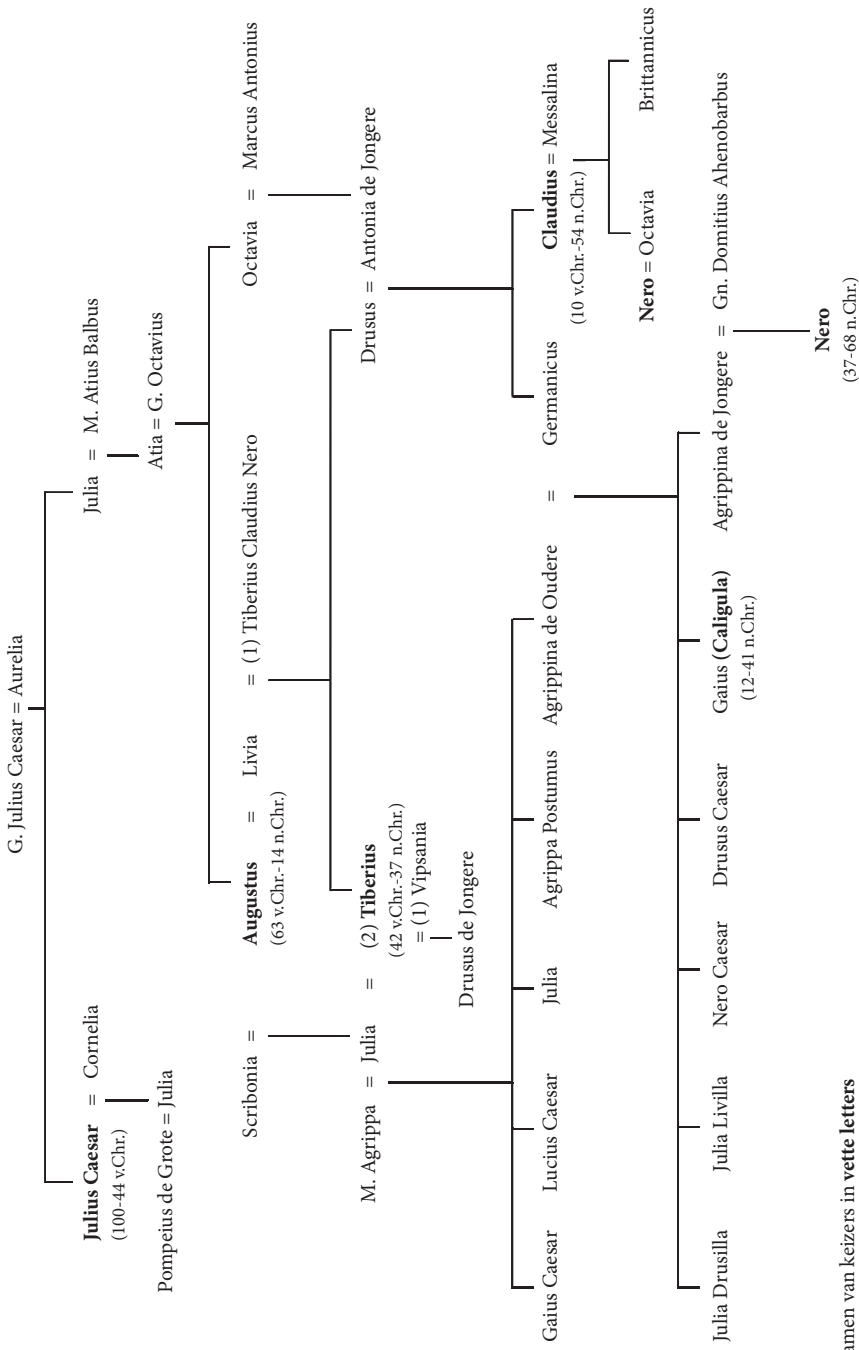 G. Julius Caesar = Aurelia
Julius Caesar = Cornelia
(100-44 v.Chr.)
Julia = M. Atius Balbus
Pompeius de Grote = Julia
Atia = G. Octavius
Scribonia =
Augustus = Livia = (1) Tiberius Claudius Nero
(63 v.Chr.-14 n.Chr.)
Octavia = Marcus Antonius
M. Agrippa = Julia = (2) Tiberius
(42 v.Chr.-37 n.Chr.)
= (1) Vipsania
Drusus de Jongere
Drusus = Antonia de Jongere
Gaius Caesar Lucius Caesar Julia Agrippa Postumus Agrippina de Oudere = Germanicus
Claudius = Messalina
(10 v.Chr.-54 n.Chr.)
Nero = Octavia Brittannicus
Julia Drusilla Julia Livilla Nero Caesar Drusus Caesar Gaius (Caligula) Agrippina de Jongere = Gn. Domitius Ahenobarbus
(12-41 n.Chr.)
Nero
(37-68 n.Chr.)
van keizers in vette letters